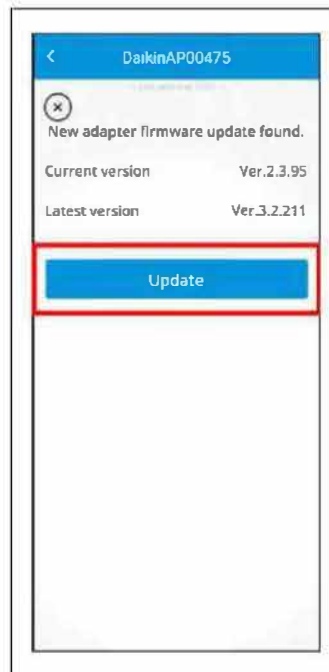 DaikinAP00475
New adapter firmware update found.
Current version Ver.2.3.95
Latest version Ver.3.2.211
Update